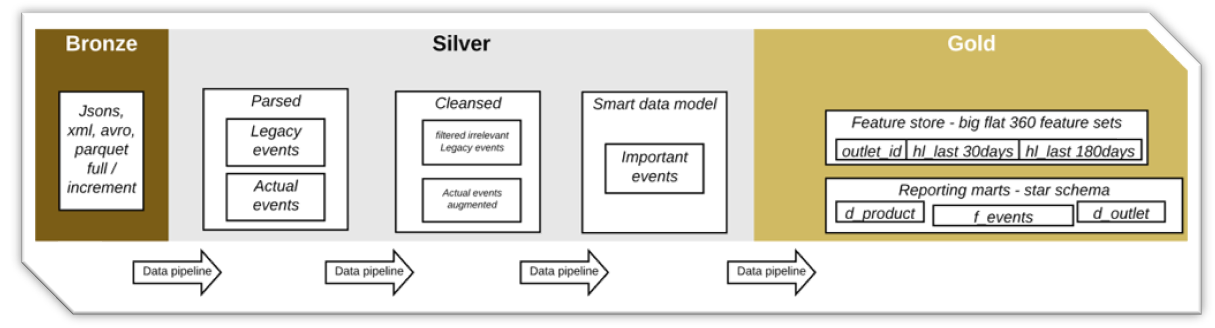 Bronze
Silver
Gold
Jsons,
xml, avro,
parquet
full /
increment
Parsed
Legacy
events
Actual
events
Cleansed
filtered irrelevant
Legacy events
Actual events
augmented
Smart data model
Important
events
Feature store - big flat 360 feature sets
outlet_id hl_last 30days hl_last 180days
Reporting marts - star schema
d_product f_events d_outlet
Data pipeline
Data pipeline
Data pipeline
Data pipeline